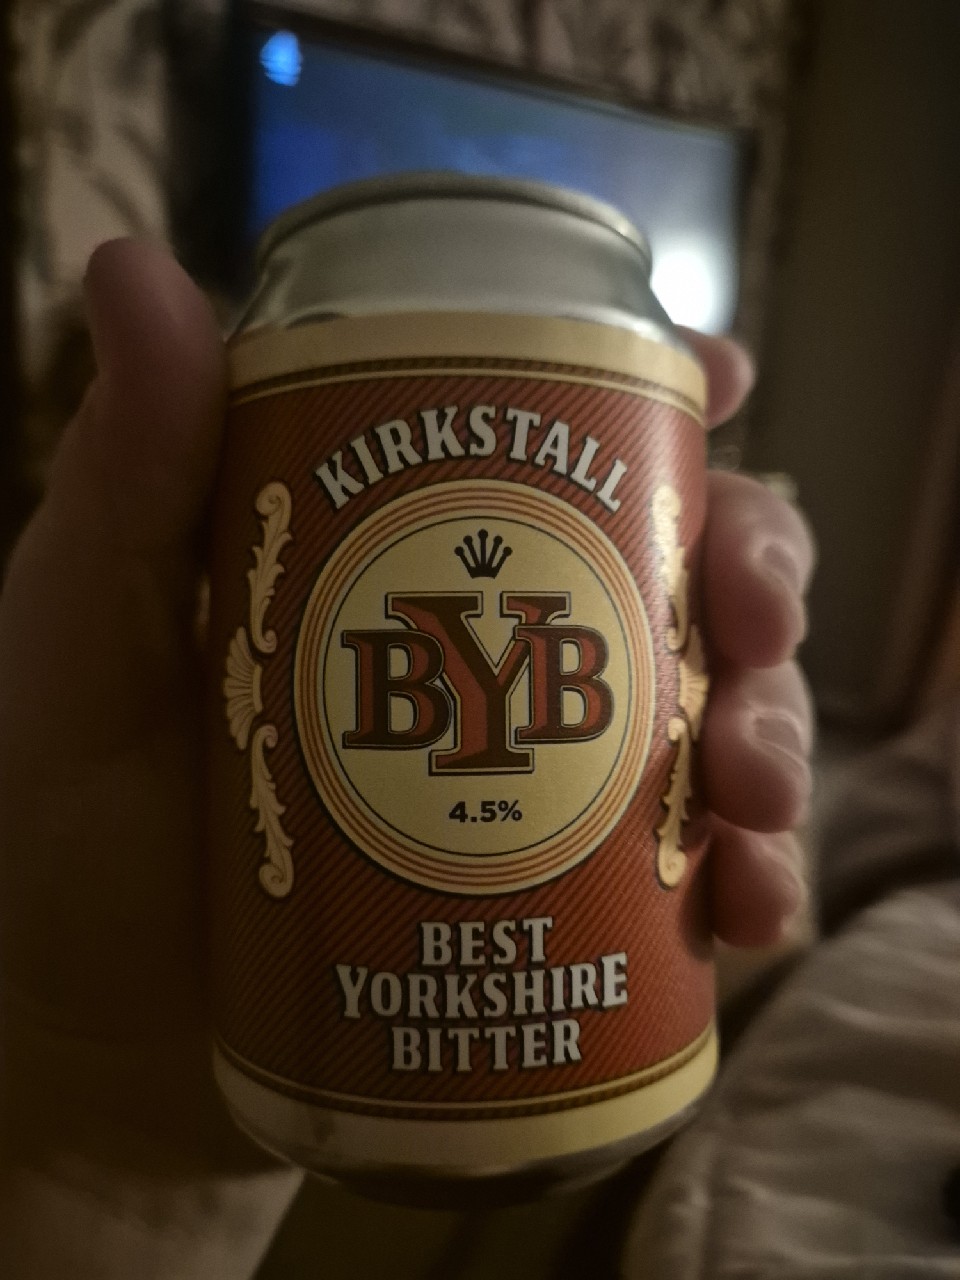 KIRKSTALL
BYB
4.5%
BEST
YORKSHIRE
BITTER